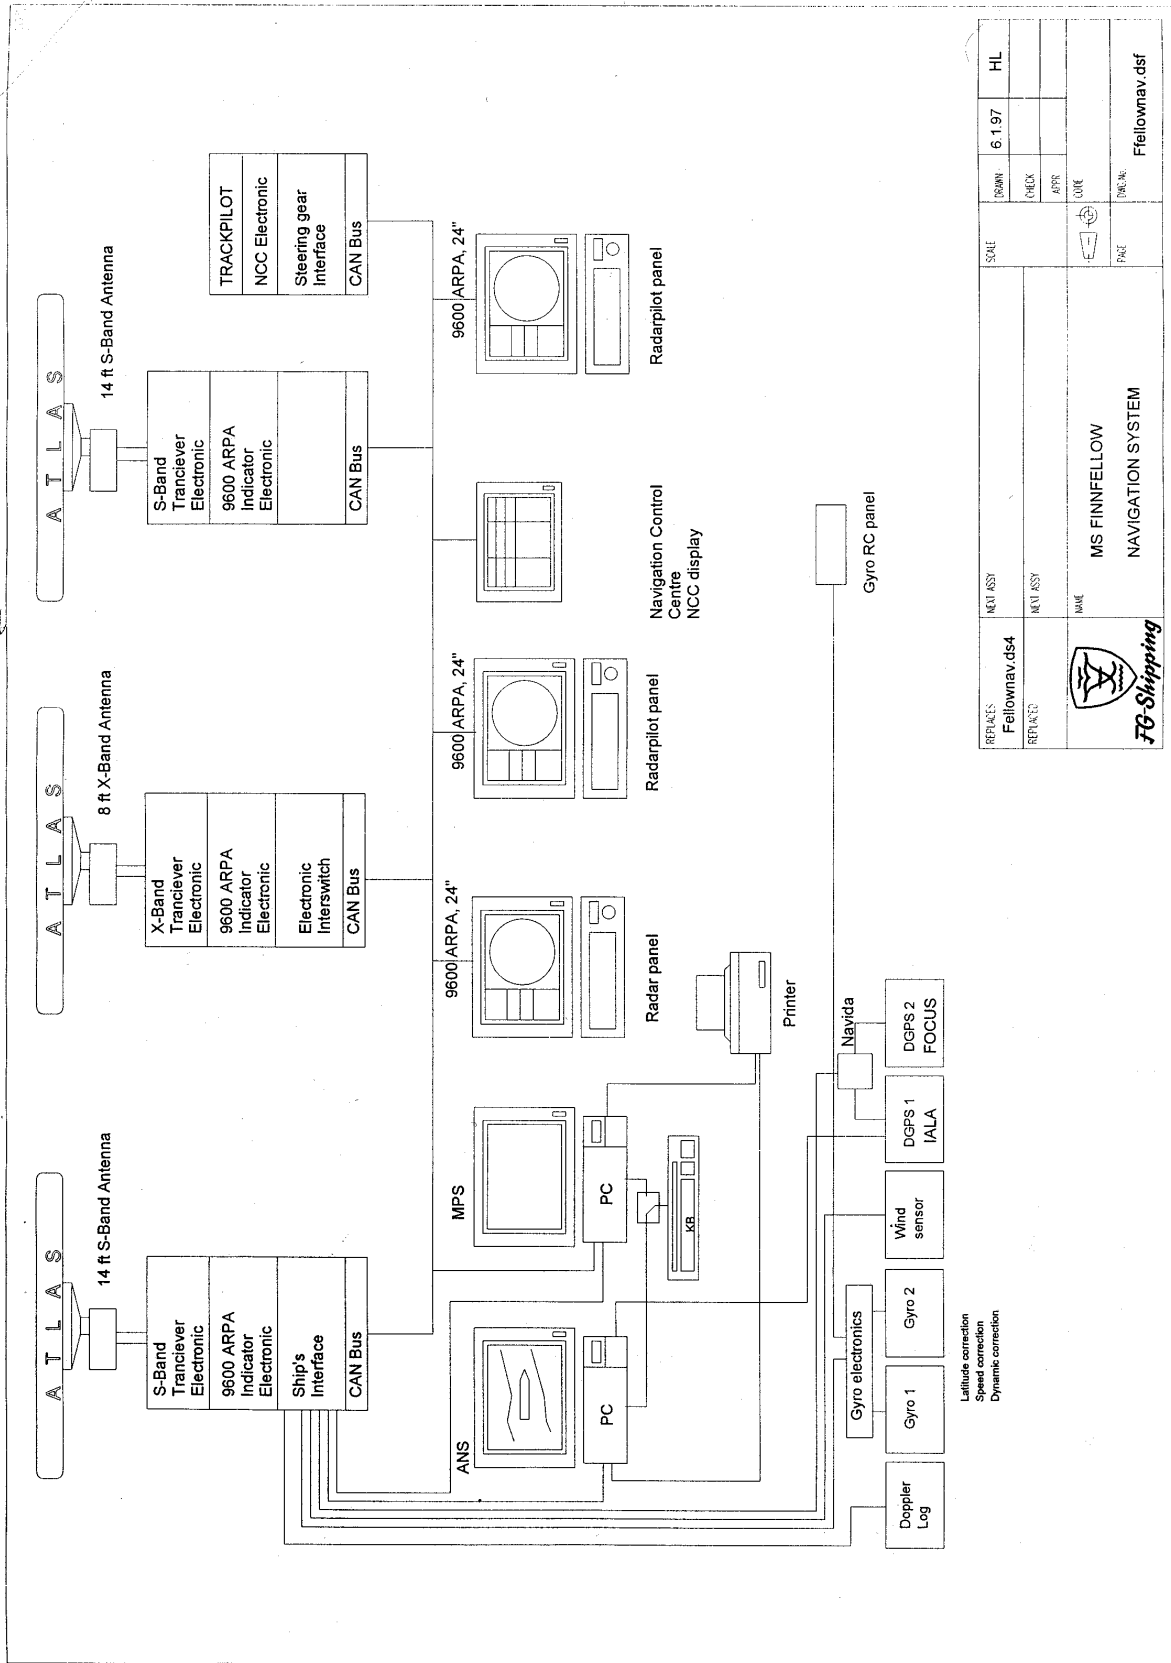 A T L A S
14 ft S-Band Antenna
S-Band
Tranciever
Electronic
9600 ARPA
Indicator
Electronic
Ship's
Interface
CAN Bus
A T L A S
8 ft X-Band Antenna
X-Band
Tranciever
Electronic
9600 ARPA
Indicator
Electronic
Electronic
Interswitch
CAN Bus
A T L A S
14 ft S-Band Antenna
S-Band
Tranciever
Electronic
9600 ARPA
Indicator
Electronic
CAN Bus
TRACKPILOT
NCC Electronic
Steering gear
Interface
CAN Bus
ANS
PC
MPS
PC
KB
9600 ARPA, 24"
Radar panel
9600 ARPA, 24"
Radarpilot panel
Navigation Control
Centre
NCC display
9600 ARPA, 24"
Radarpilot panel
Printer
Gyro RC panel
Navida
Gyro electronics
Doppler
Log
Gyro 1
Gyro 2
Wind
sensor
DGPS 1
IALA
DGPS 2
FOCUS
Latitude correction
Speed correction
Dynamic correction
REPLACES
Fellownav.ds4
REPLACED
NEXT ASSY
NEXT ASSY
SCALE
DRAWN
6.1.97
HL
CHECK
APPR
FG-Shipping
NAME
MS FINNFELLOW
NAVIGATION SYSTEM
CODE
PAGE
DWG.No.
Ffellownav.dsf